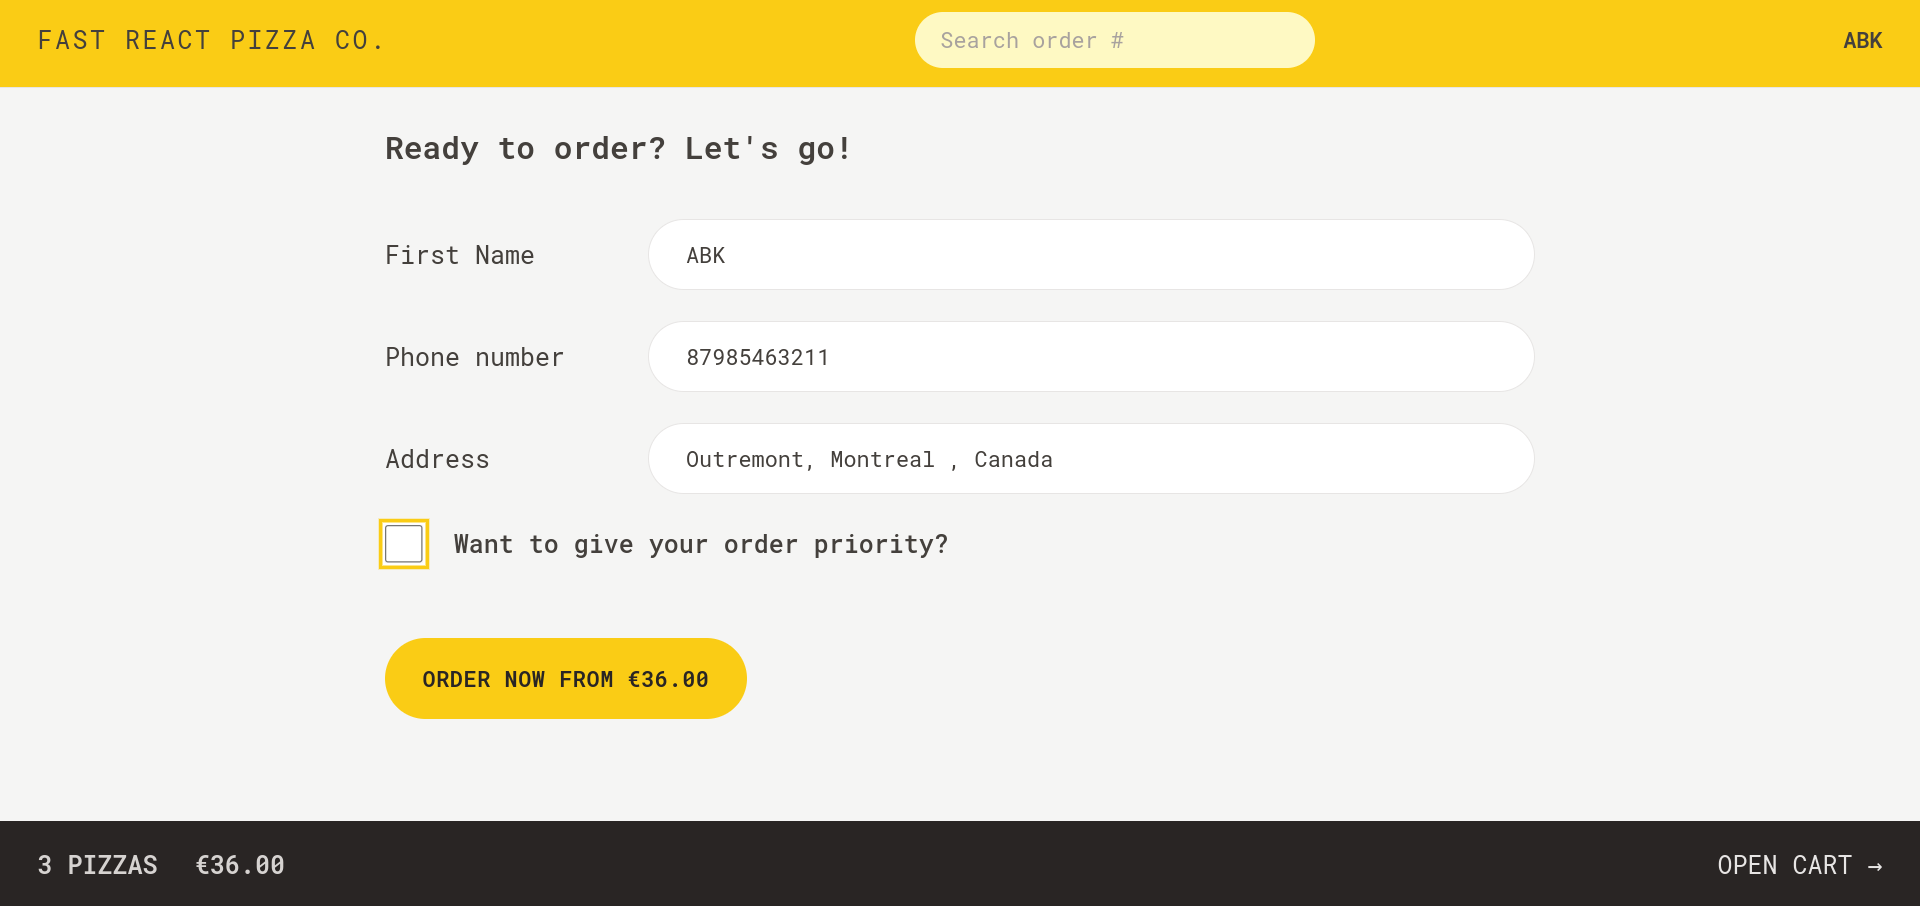 FAST REACT PIZZA CO.
Search order #
ABK
Ready to order? Let's go!
First Name
ABK
Phone number
87985463211
Address
Outremont, Montreal , Canada
Want to give your order priority?
ORDER NOW FROM €36.00
3 PIZZAS €36.00
OPEN CART →